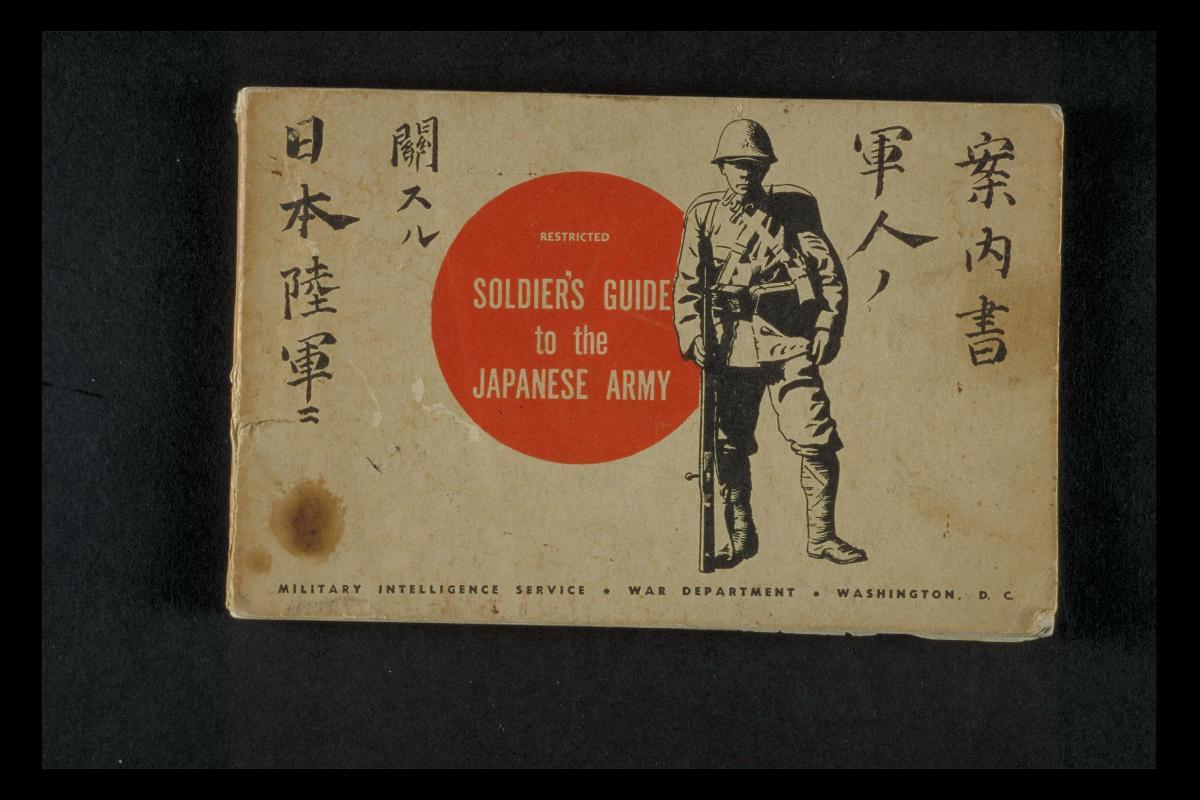 日本陸軍ニ
關スル
軍人ノ
案内書
RESTRICTED
SOLDIER'S GUIDE
to the
JAPANESE ARMY
MILITARY INTELLIGENCE SERVICE • WAR DEPARTMENT • WASHINGTON, D. C.